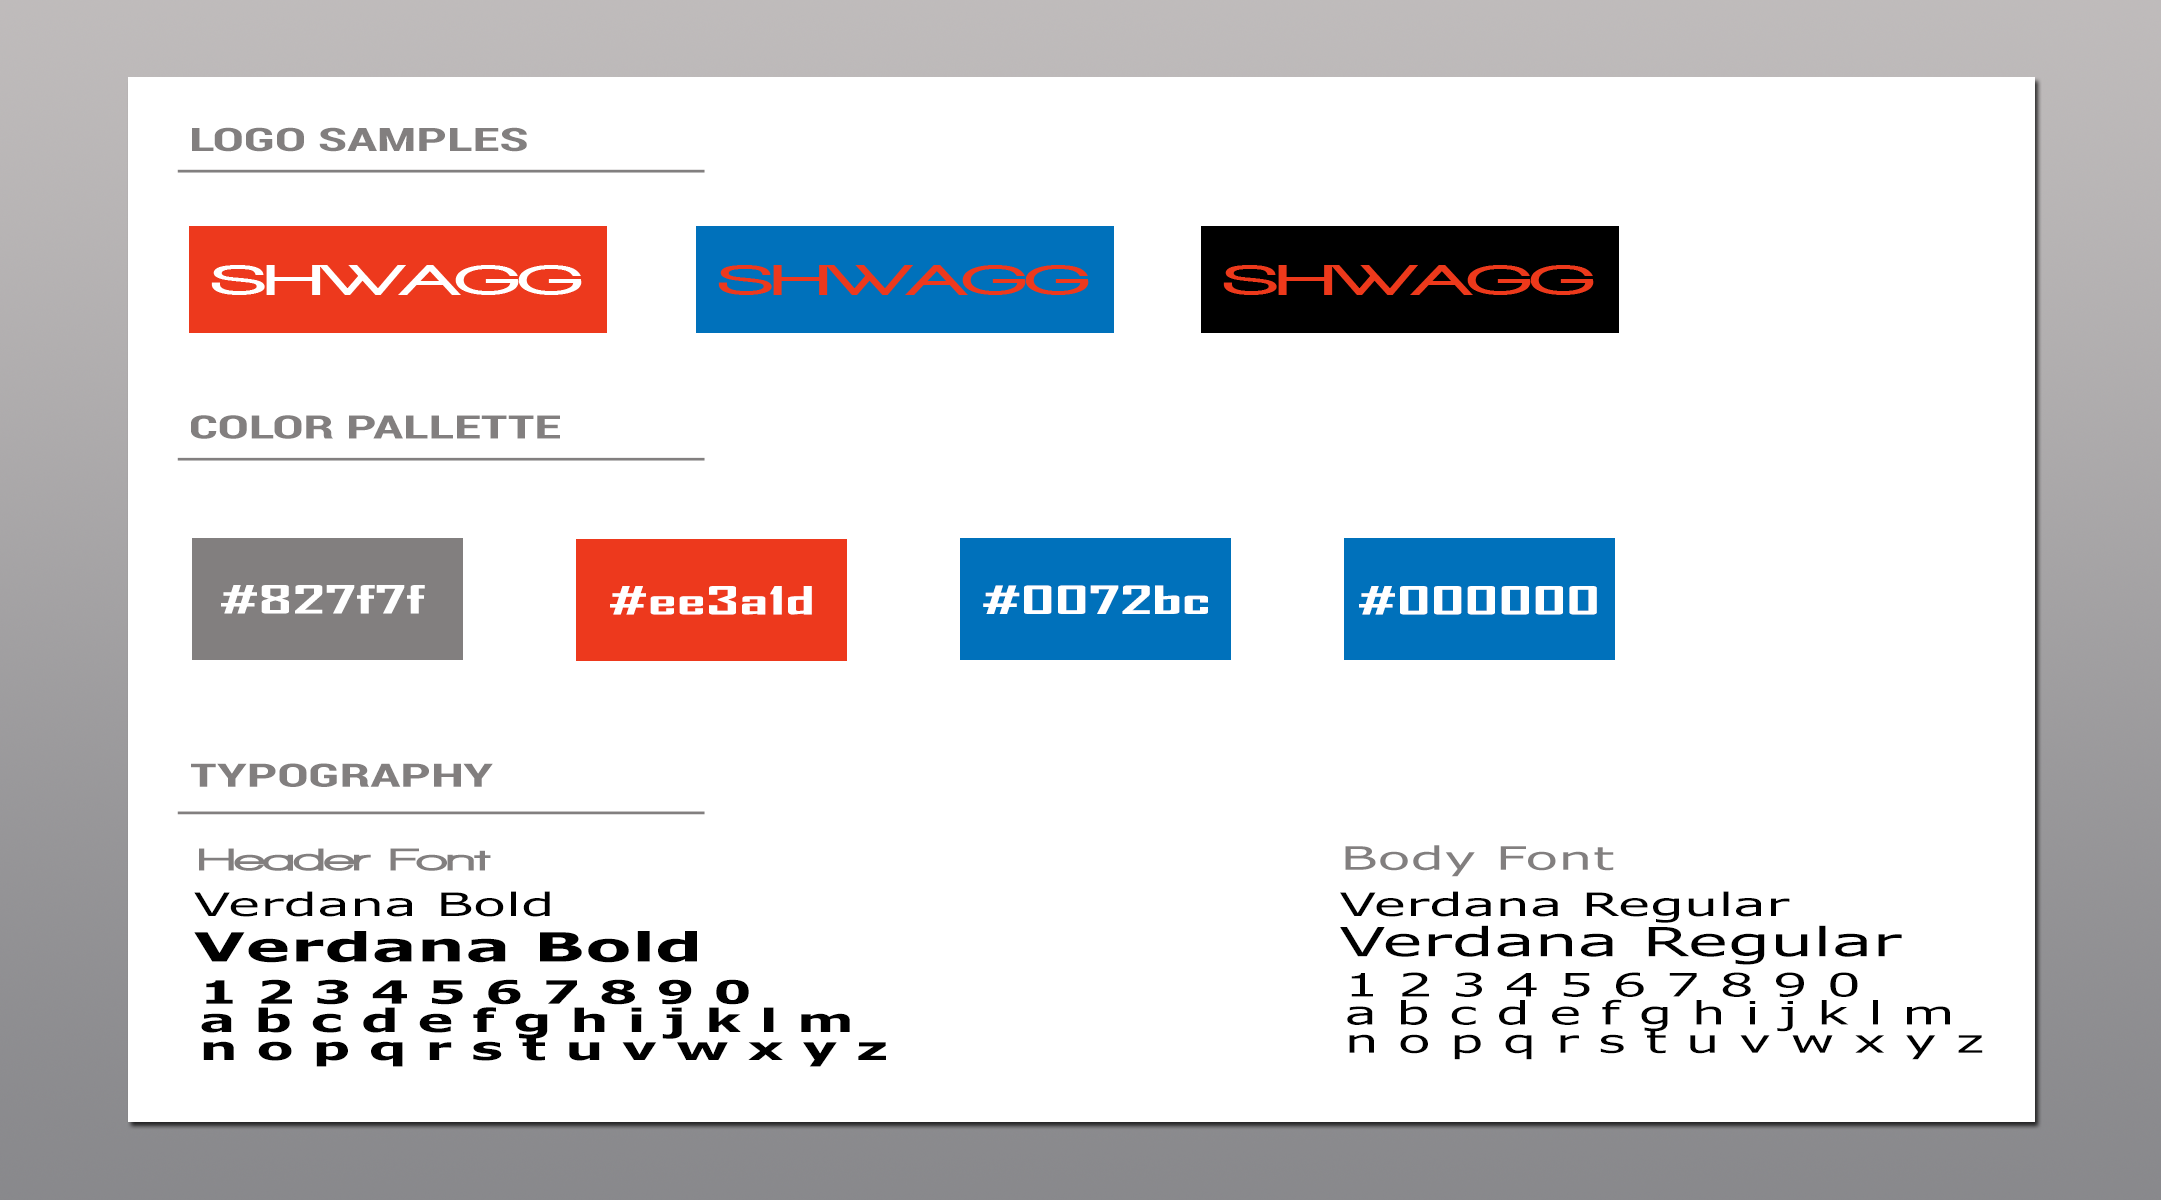 LOGO SAMPLES
SHWAGG
SHWAGG
SHWAGG
COLOR PALLETTE
#827f7f
#ee3a1d
#0072bc
#000000
TYPOGRAPHY
Header Font
Verdana Bold
Verdana Bold
1 2 3 4 5 6 7 8 9 0
a b c d e f g h i j k l m
n o p q r s t u v w x y z
Body Font
Verdana Regular
Verdana Regular
1 2 3 4 5 6 7 8 9 0
a b c d e f g h i j k l m
n o p q r s t u v w x y z